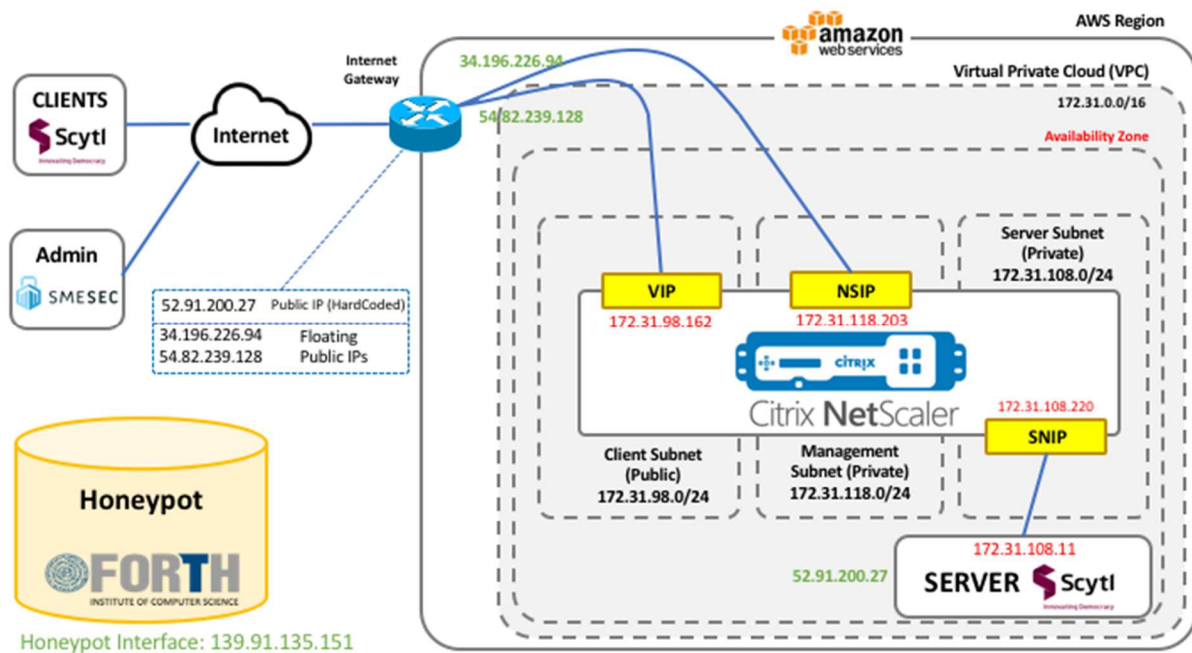 amazon
web services
AWS Region
Internet
Gateway
34.196.226.94
54.82.239.128
Virtual Private Cloud (VPC)
172.31.0.0/16
Availability Zone
CLIENTS
Scytl
Innovating Democracy
Internet
Admin
SMESEC
52.91.200.27 Public IP (HardCoded)
34.196.226.94 Floating
54.82.239.128 Public IPs
Server Subnet
(Private)
172.31.108.0/24
VIP
172.31.98.162
NSIP
172.31.118.203
CITRIX
Citrix NetScaler
172.31.108.220
SNIP
Client Subnet
(Public)
172.31.98.0/24
Management
Subnet (Private)
172.31.118.0/24
172.31.108.11
52.91.200.27
SERVER Scytl
Innovating Democracy
Honeypot
FORTH
INSTITUTE OF COMPUTER SCIENCE
Honeypot Interface: 139.91.135.151